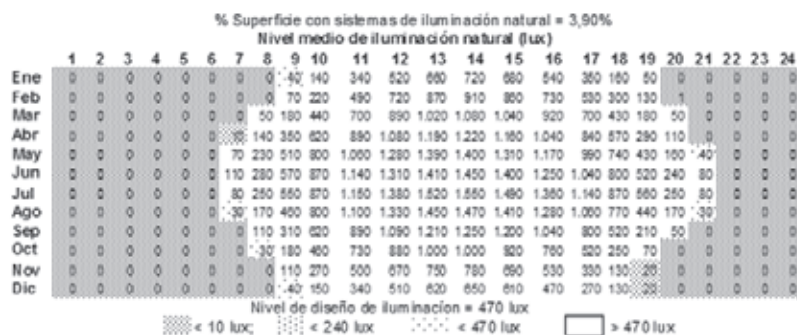 % Superficie con sistemas de iluminación natural = 3,90%
Nivel medio de iluminación natural (lux)
1 2 3 4 5 6 7 8 9 10 11 12 13 14 15 16 17 18 19 20 21 22 23 24
Ene 0 0 0 0 0 0 0 0 40 140 340 520 660 720 680 540 350 160 50 0 0 0 0 0
Feb 0 0 0 0 0 0 0 0 70 220 490 720 870 910 860 730 530 300 130 1 0 0 0 0
Mar 0 0 0 0 0 0 0 50 180 440 700 890 1.020 1.080 1.040 920 700 430 180 50 0 0 0 0
Abr 0 0 0 0 0 0 140 350 620 890 1.080 1.190 1.220 1.160 1.040 840 570 290 110 0 0 0 0
May 0 0 0 0 0 0 70 230 510 800 1.060 1.280 1.390 1.400 1.310 1.170 990 740 430 160 40 0 0 0
Jun 0 0 0 0 0 0 110 280 570 870 1.140 1.310 1.410 1.450 1.400 1.250 1.040 800 520 240 80 0 0 0
Jul 0 0 0 0 0 0 80 250 550 870 1.150 1.380 1.520 1.550 1.490 1.360 1.140 870 560 250 80 0 0 0
Ago 0 0 0 0 0 0 30 170 460 800 1.100 1.330 1.450 1.470 1.410 1.280 1.060 770 440 170 30 0 0 0
Sep 0 0 0 0 0 0 0 110 310 620 890 1.090 1.210 1.250 1.200 1.040 800 520 210 50 0 0 0 0
Oct 0 0 0 0 0 0 0 30 180 460 730 880 1.000 1.000 920 760 520 250 70 0 0 0 0 0
Nov 0 0 0 0 0 0 0 0 110 270 500 670 750 780 690 530 330 130 20 0 0 0 0 0
Dic 0 0 0 0 0 0 0 0 40 150 340 510 620 650 610 470 270 130 20 0 0 0 0 0
Nivel de diseño de iluminacíon = 470 lux
< 10 lux; < 240 lux < 470 lux > 470 lux